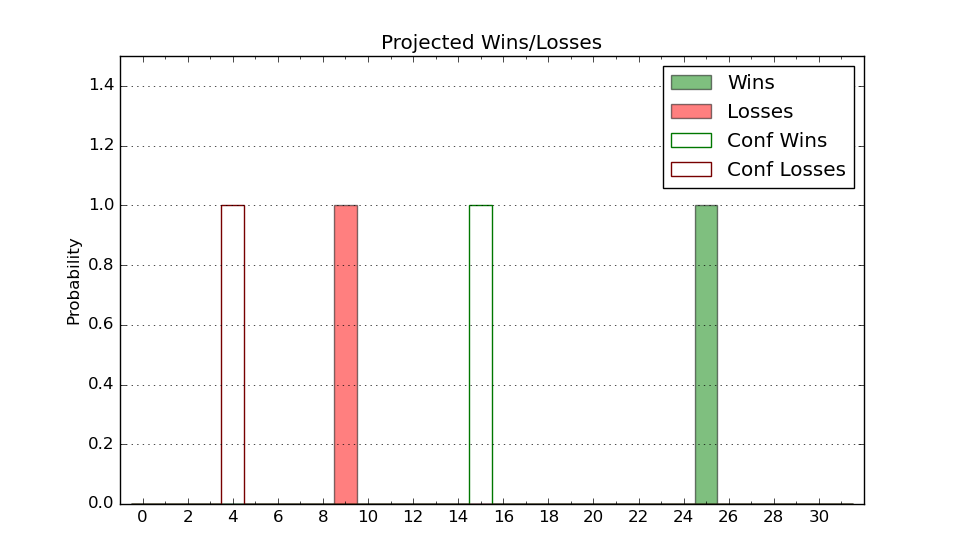 Projected Wins/Losses
Wins
Losses
Conf Wins
Conf Losses
Probability
1.4
1.2
1.0
0.8
0.6
0.4
0.2
0.0
0 2 4 6 8 10 12 14 16 18 20 22 24 26 28 30